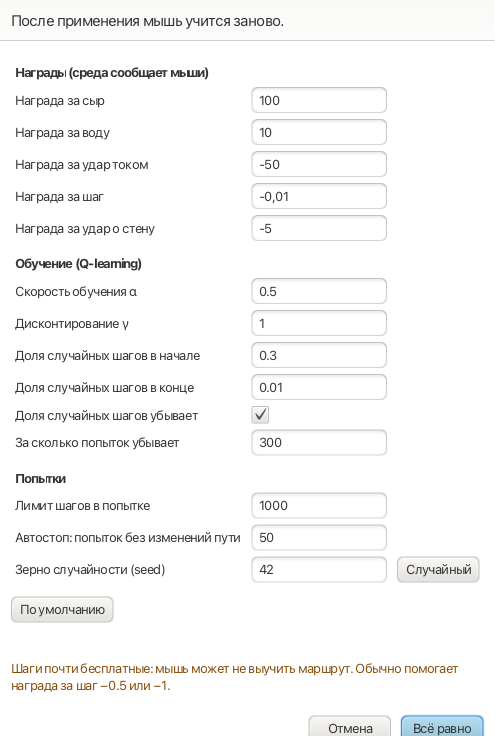 После применения мышь учится заново.
Награды (среда сообщает мыши)
Награда за сыр 100
Награда за воду 10
Награда за удар током -50
Награда за шаг -0,01
Награда за удар о стену -5
Обучение (Q-learning)
Скорость обучения α 0.5
Дисконтирование γ 1
Доля случайных шагов в начале 0.3
Доля случайных шагов в конце 0.01
Доля случайных шагов убывает
За сколько попыток убывает 300
Попытки
Лимит шагов в попытке 1000
Автостоп: попыток без изменений пути 50
Зерно случайности (seed) 42 Случайный
По умолчанию
Шаги почти бесплатные: мышь может не выучить маршрут. Обычно помогает
награда за шаг −0.5 или −1.
Отмена Всё равно